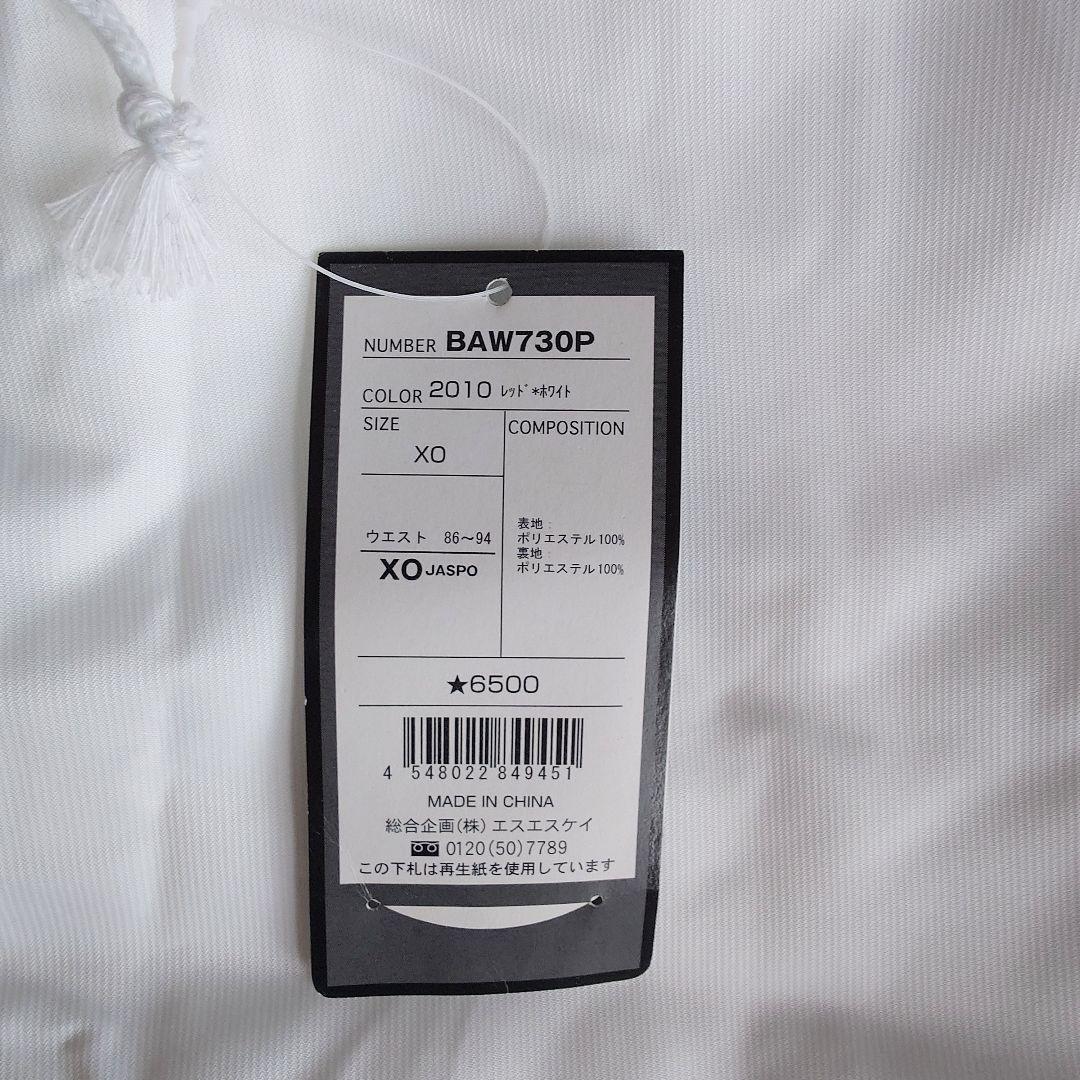 NUMBER BAW730P
COLOR 2010 ﾚｯﾄﾞ*ﾎﾜｲﾄ
SIZE
XO
COMPOSITION
ウエスト 86〜94
XO JASPO
表地:
ポリエステル100%
裏地:
ポリエステル100%
★6500
4 548022 849451
MADE IN CHINA
総合企画(株)エスエスケイ
0120(50)7789
この下札は再生紙を使用しています